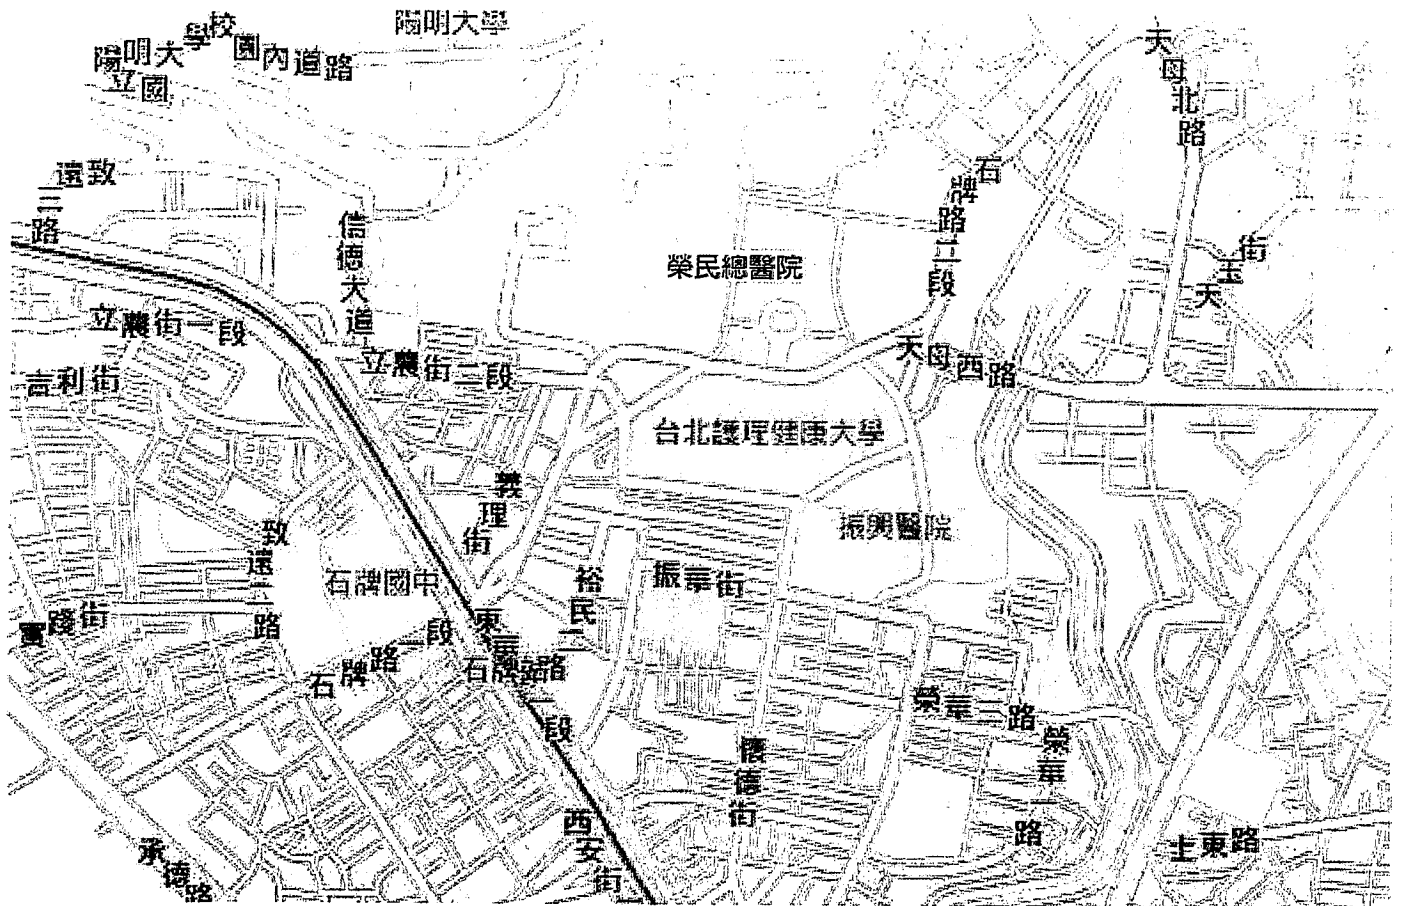 陽明大學
國立陽明大學校園內道路
致遠三路
信德大道
石牌路二段
天母北路
天玉街
榮民總醫院
立農街一段
吉利街
立農街二段
天母西路
台北護理健康大學
義理街
振興醫院
致遠一路
石牌國中
裕民二路
振華街
實踐街
石牌路一段
東華街一段
石牌站
榮華三路
榮華一路
懷德街
西安街
承德路
士東路